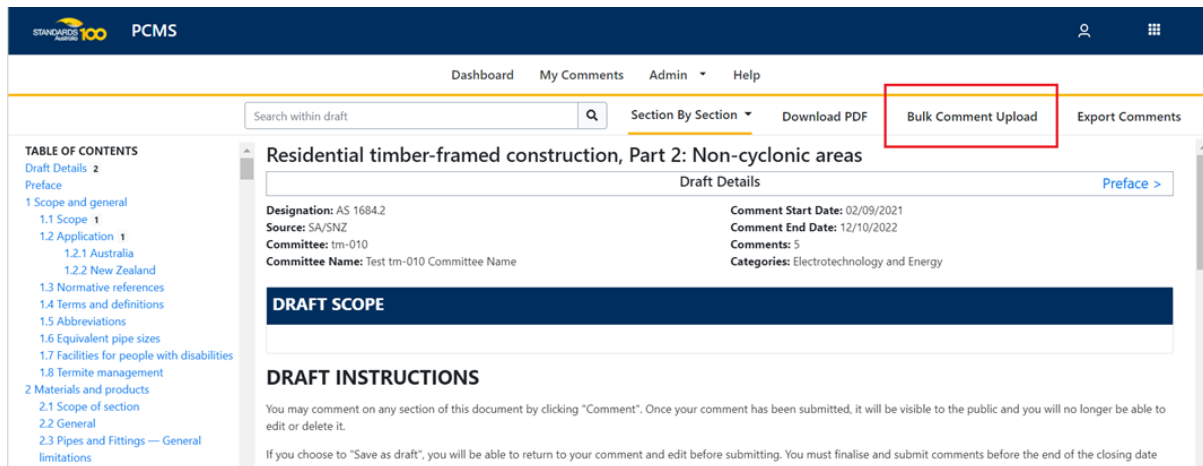 STANDARDS 100
Australia
PCMS
Dashboard My Comments Admin Help
Search within draft
Section By Section Download PDF Bulk Comment Upload Export Comments
TABLE OF CONTENTS
Draft Details 2
Preface
1 Scope and general
1.1 Scope 1
1.2 Application 1
1.2.1 Australia
1.2.2 New Zealand
1.3 Normative references
1.4 Terms and definitions
1.5 Abbreviations
1.6 Equivalent pipe sizes
1.7 Facilities for people with disabilities
1.8 Termite management
2 Materials and products
2.1 Scope of section
2.2 General
2.3 Pipes and Fittings — General
limitations
Residential timber-framed construction, Part 2: Non-cyclonic areas
Draft Details
Preface >
Designation: AS 1684.2
Source: SA/SNZ
Committee: tm-010
Committee Name: Test tm-010 Committee Name
Comment Start Date: 02/09/2021
Comment End Date: 12/10/2022
Comments: 5
Categories: Electrotechnology and Energy
DRAFT SCOPE
DRAFT INSTRUCTIONS
You may comment on any section of this document by clicking "Comment". Once your comment has been submitted, it will be visible to the public and you will no longer be able to
edit or delete it.
If you choose to "Save as draft", you will be able to return to your comment and edit before submitting. You must finalise and submit comments before the end of the closing date